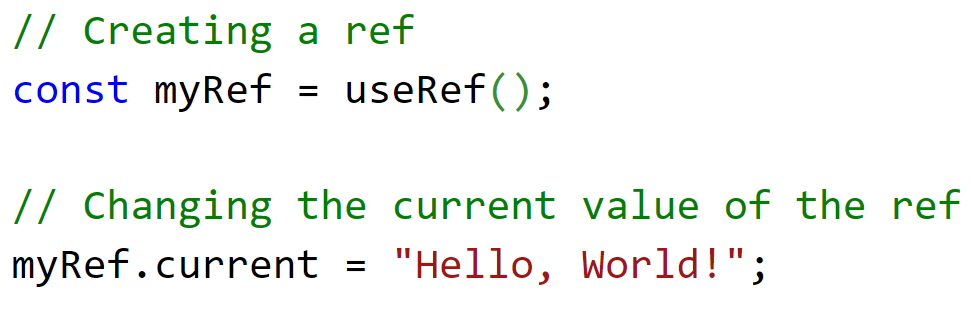 // Creating a ref
const myRef = useRef();
// Changing the current value of the ref
myRef.current = "Hello, World!";